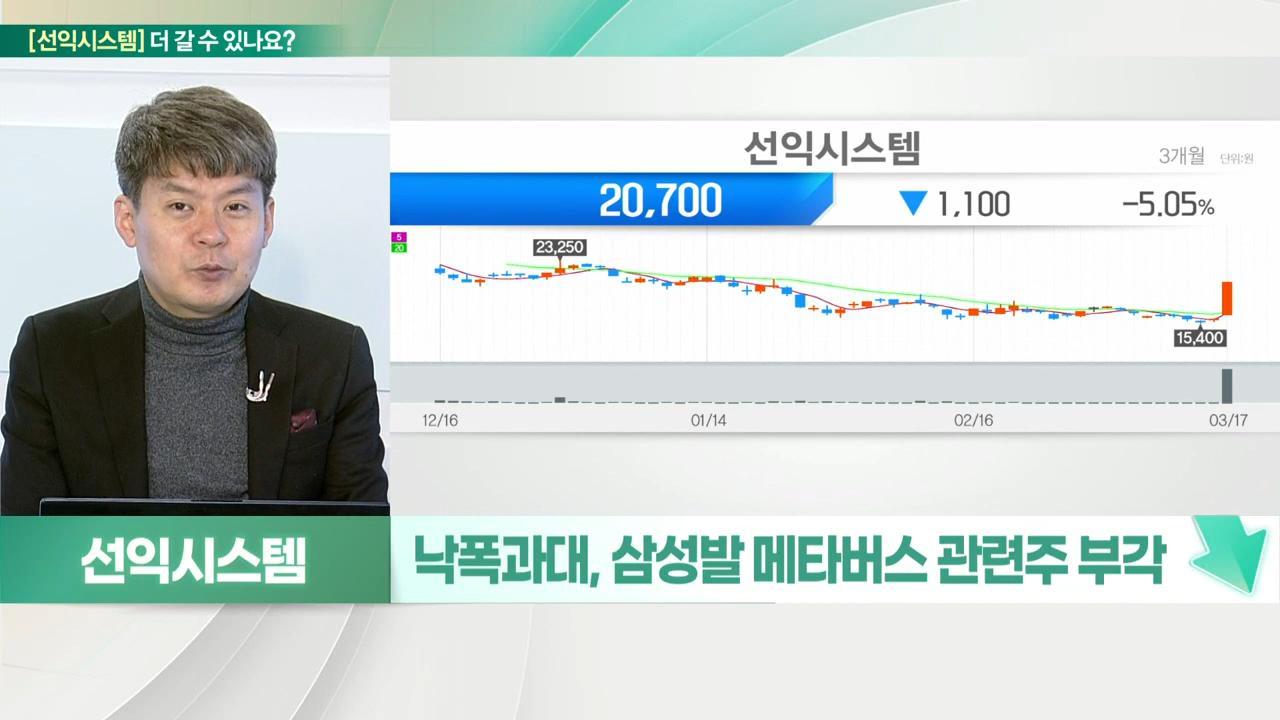 [선익시스템] 더 갈 수 있나요?
선익시스템
3개월 단위:원
20,700 ▼ 1,100 -5.05%
5
20
23,250
15,400
12/16 01/14 02/16 03/17
선익시스템
낙폭과대, 삼성발 메타버스 관련주 부각